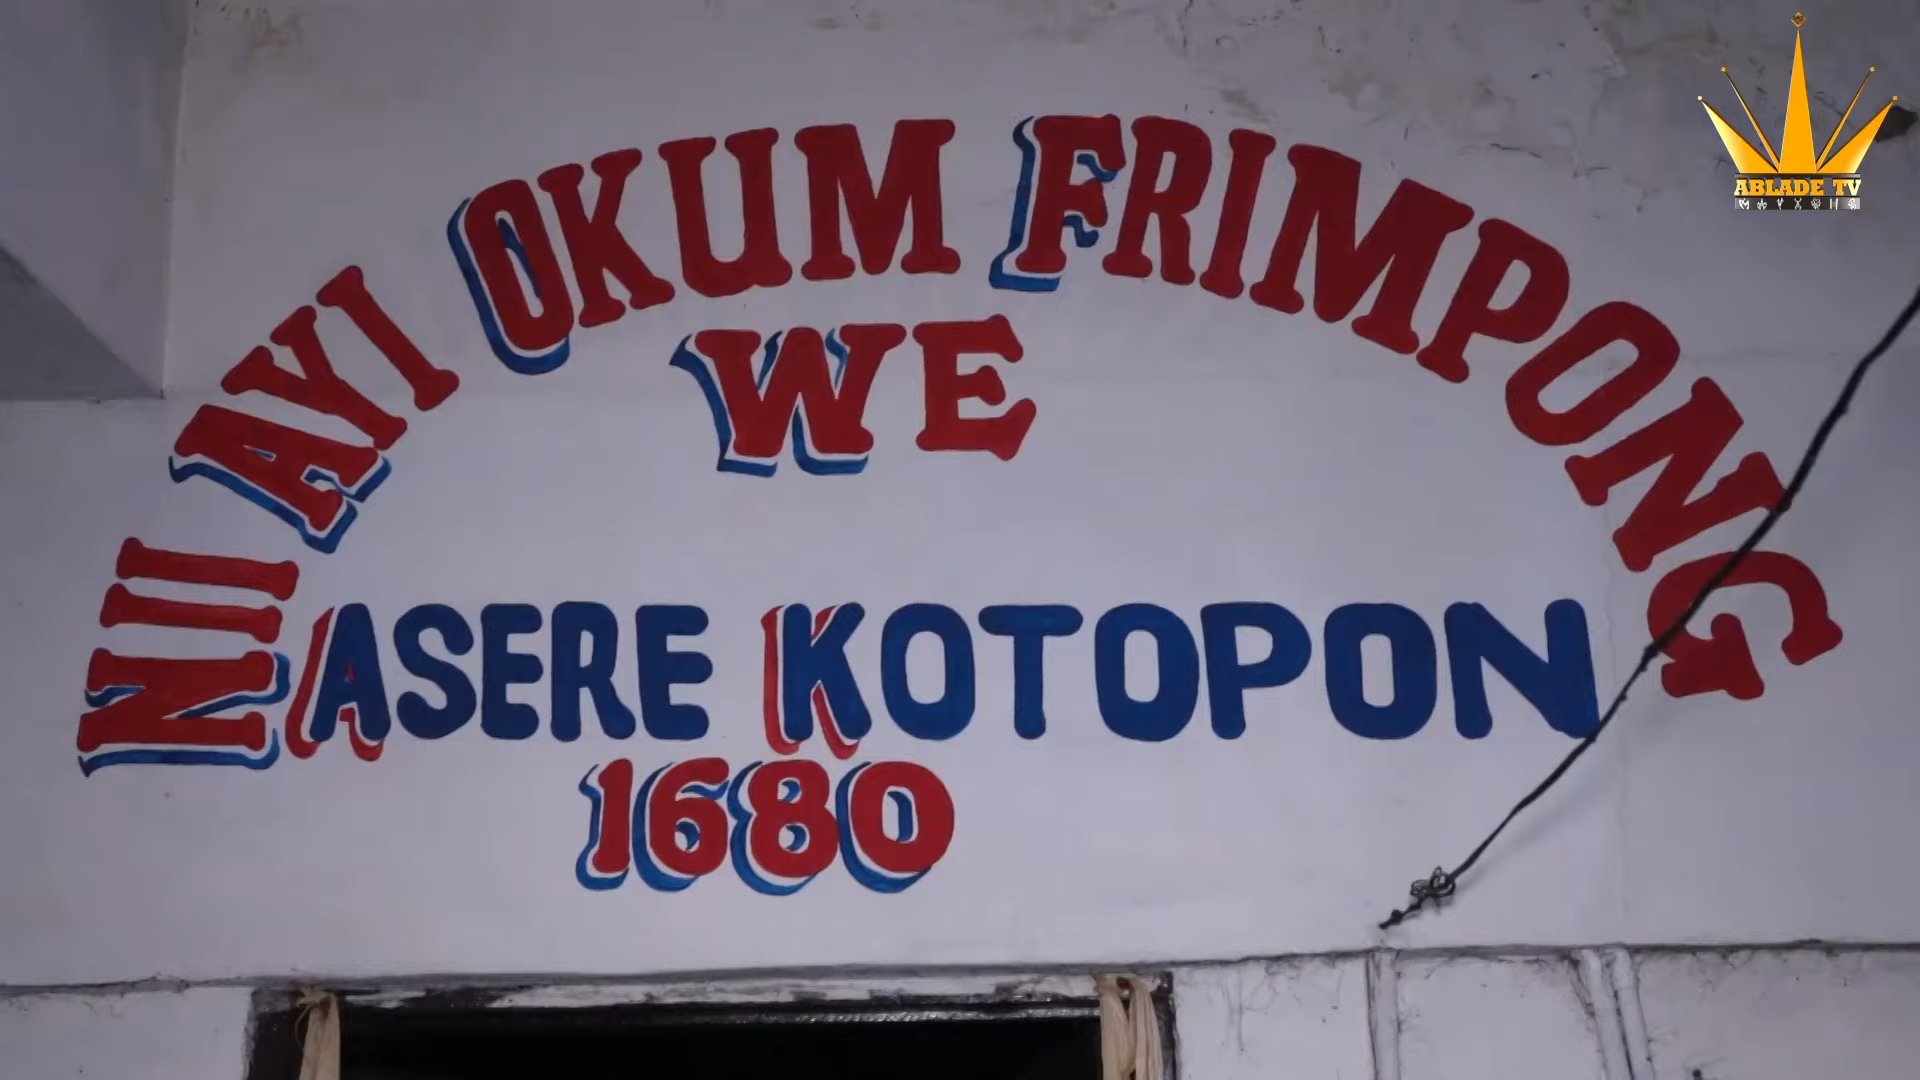 NII AYI OKUM FRIMPONG
WE
ASERE KOTOPON
1680
ABLADE TV